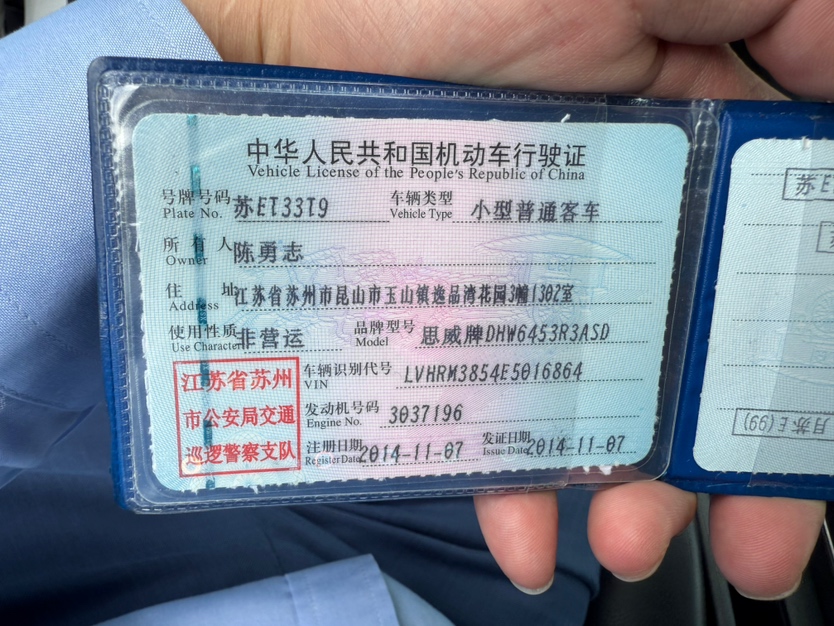 中华人民共和国机动车行驶证
Vehicle License of the People's Republic of China
号牌号码 苏ET33T9 车辆类型 小型普通客车
Plate No. Vehicle Type
所有人 陈勇志
Owner
住址 江苏省苏州市昆山市玉山镇逸品湾花园3幢1302室
Address
使用性质 非营运 品牌型号 思威牌DHW6453R3ASD
Use Character Model
江苏省苏州
市公安局交通
巡逻警察支队
车辆识别代号 LVHRM3854E5016864
VIN
发动机号码 3037196
Engine No.
注册日期 2014-11-07 发证日期 2014-11-07
Register Date Issue Date
苏E
月苏E(99)